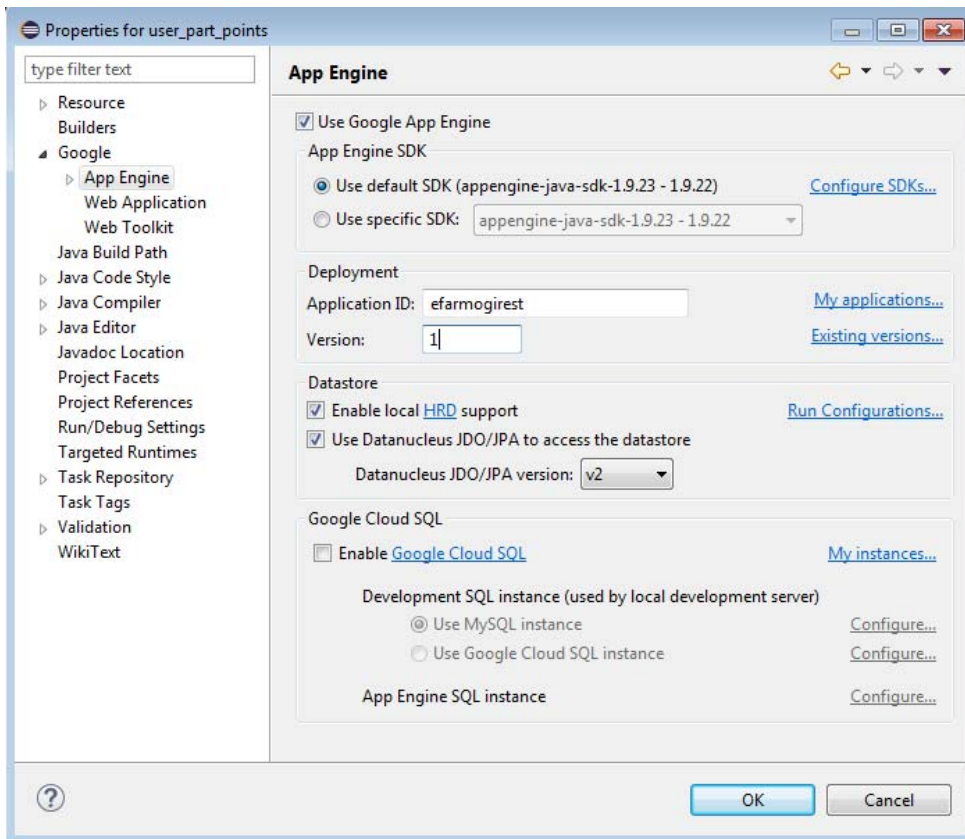 Properties for user_part_points
type filter text
Resource
Builders
Google
App Engine
Web Application
Web Toolkit
Java Build Path
Java Code Style
Java Compiler
Java Editor
Javadoc Location
Project Facets
Project References
Run/Debug Settings
Targeted Runtimes
Task Repository
Task Tags
Validation
WikiText
App Engine
Use Google App Engine
App Engine SDK
Use default SDK (appengine-java-sdk-1.9.23 - 1.9.22) Configure SDKs...
Use specific SDK: appengine-java-sdk-1.9.23 - 1.9.22
Deployment
Application ID: efarmogirest My applications...
Version: 1 Existing versions...
Datastore
Enable local HRD support Run Configurations...
Use Datanucleus JDO/JPA to access the datastore
Datanucleus JDO/JPA version: v2
Google Cloud SQL
Enable Google Cloud SQL My instances...
Development SQL instance (used by local development server)
Use MySQL instance Configure...
Use Google Cloud SQL instance Configure...
App Engine SQL instance Configure...
? OK Cancel